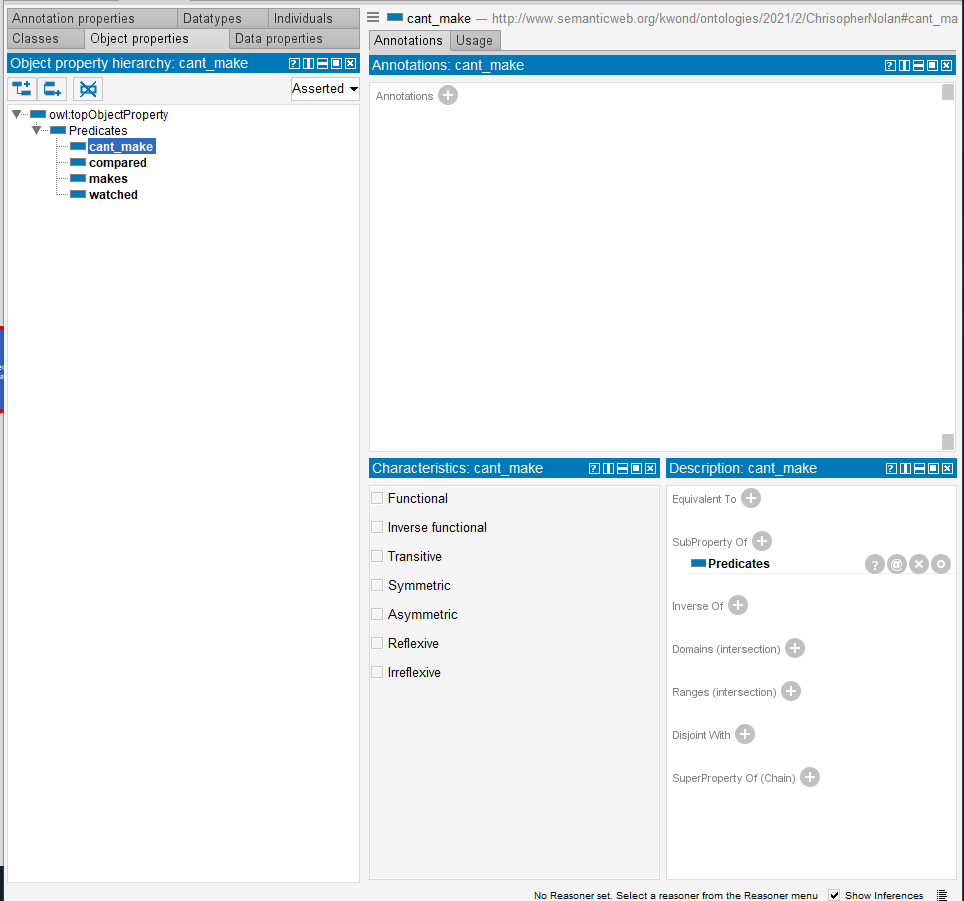 Annotation properties
Datatypes
Individuals
Classes
Object properties
Data properties
Object property hierarchy: cant_make
Asserted
owl:topObjectProperty
Predicates
cant_make
compared
makes
watched
cant_make — http://www.semanticweb.org/kwond/ontologies/2021/2/ChrisopherNolan#cant_ma
Annotations
Usage
Annotations: cant_make
Annotations
Characteristics: cant_make
Functional
Inverse functional
Transitive
Symmetric
Asymmetric
Reflexive
Irreflexive
Description: cant_make
Equivalent To
SubProperty Of
Predicates
Inverse Of
Domains (intersection)
Ranges (intersection)
Disjoint With
SuperProperty Of (Chain)
No Reasoner set. Select a reasoner from the Reasoner menu
Show Inferences